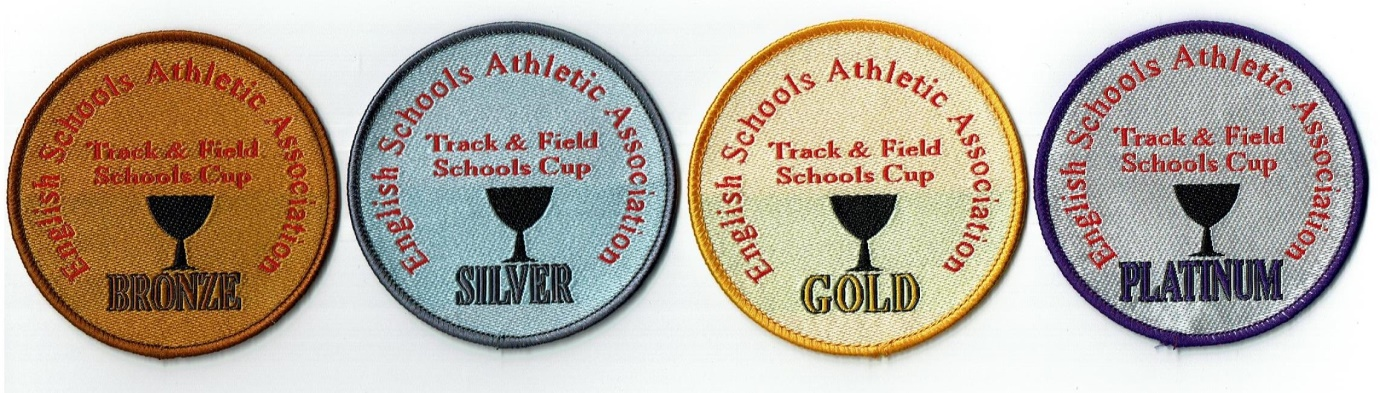 English Schools Athletic Association
Track & Field
Schools Cup
BRONZE
English Schools Athletic Association
Track & Field
Schools Cup
SILVER
English Schools Athletic Association
Track & Field
Schools Cup
GOLD
English Schools Athletic Association
Track & Field
Schools Cup
PLATINUM